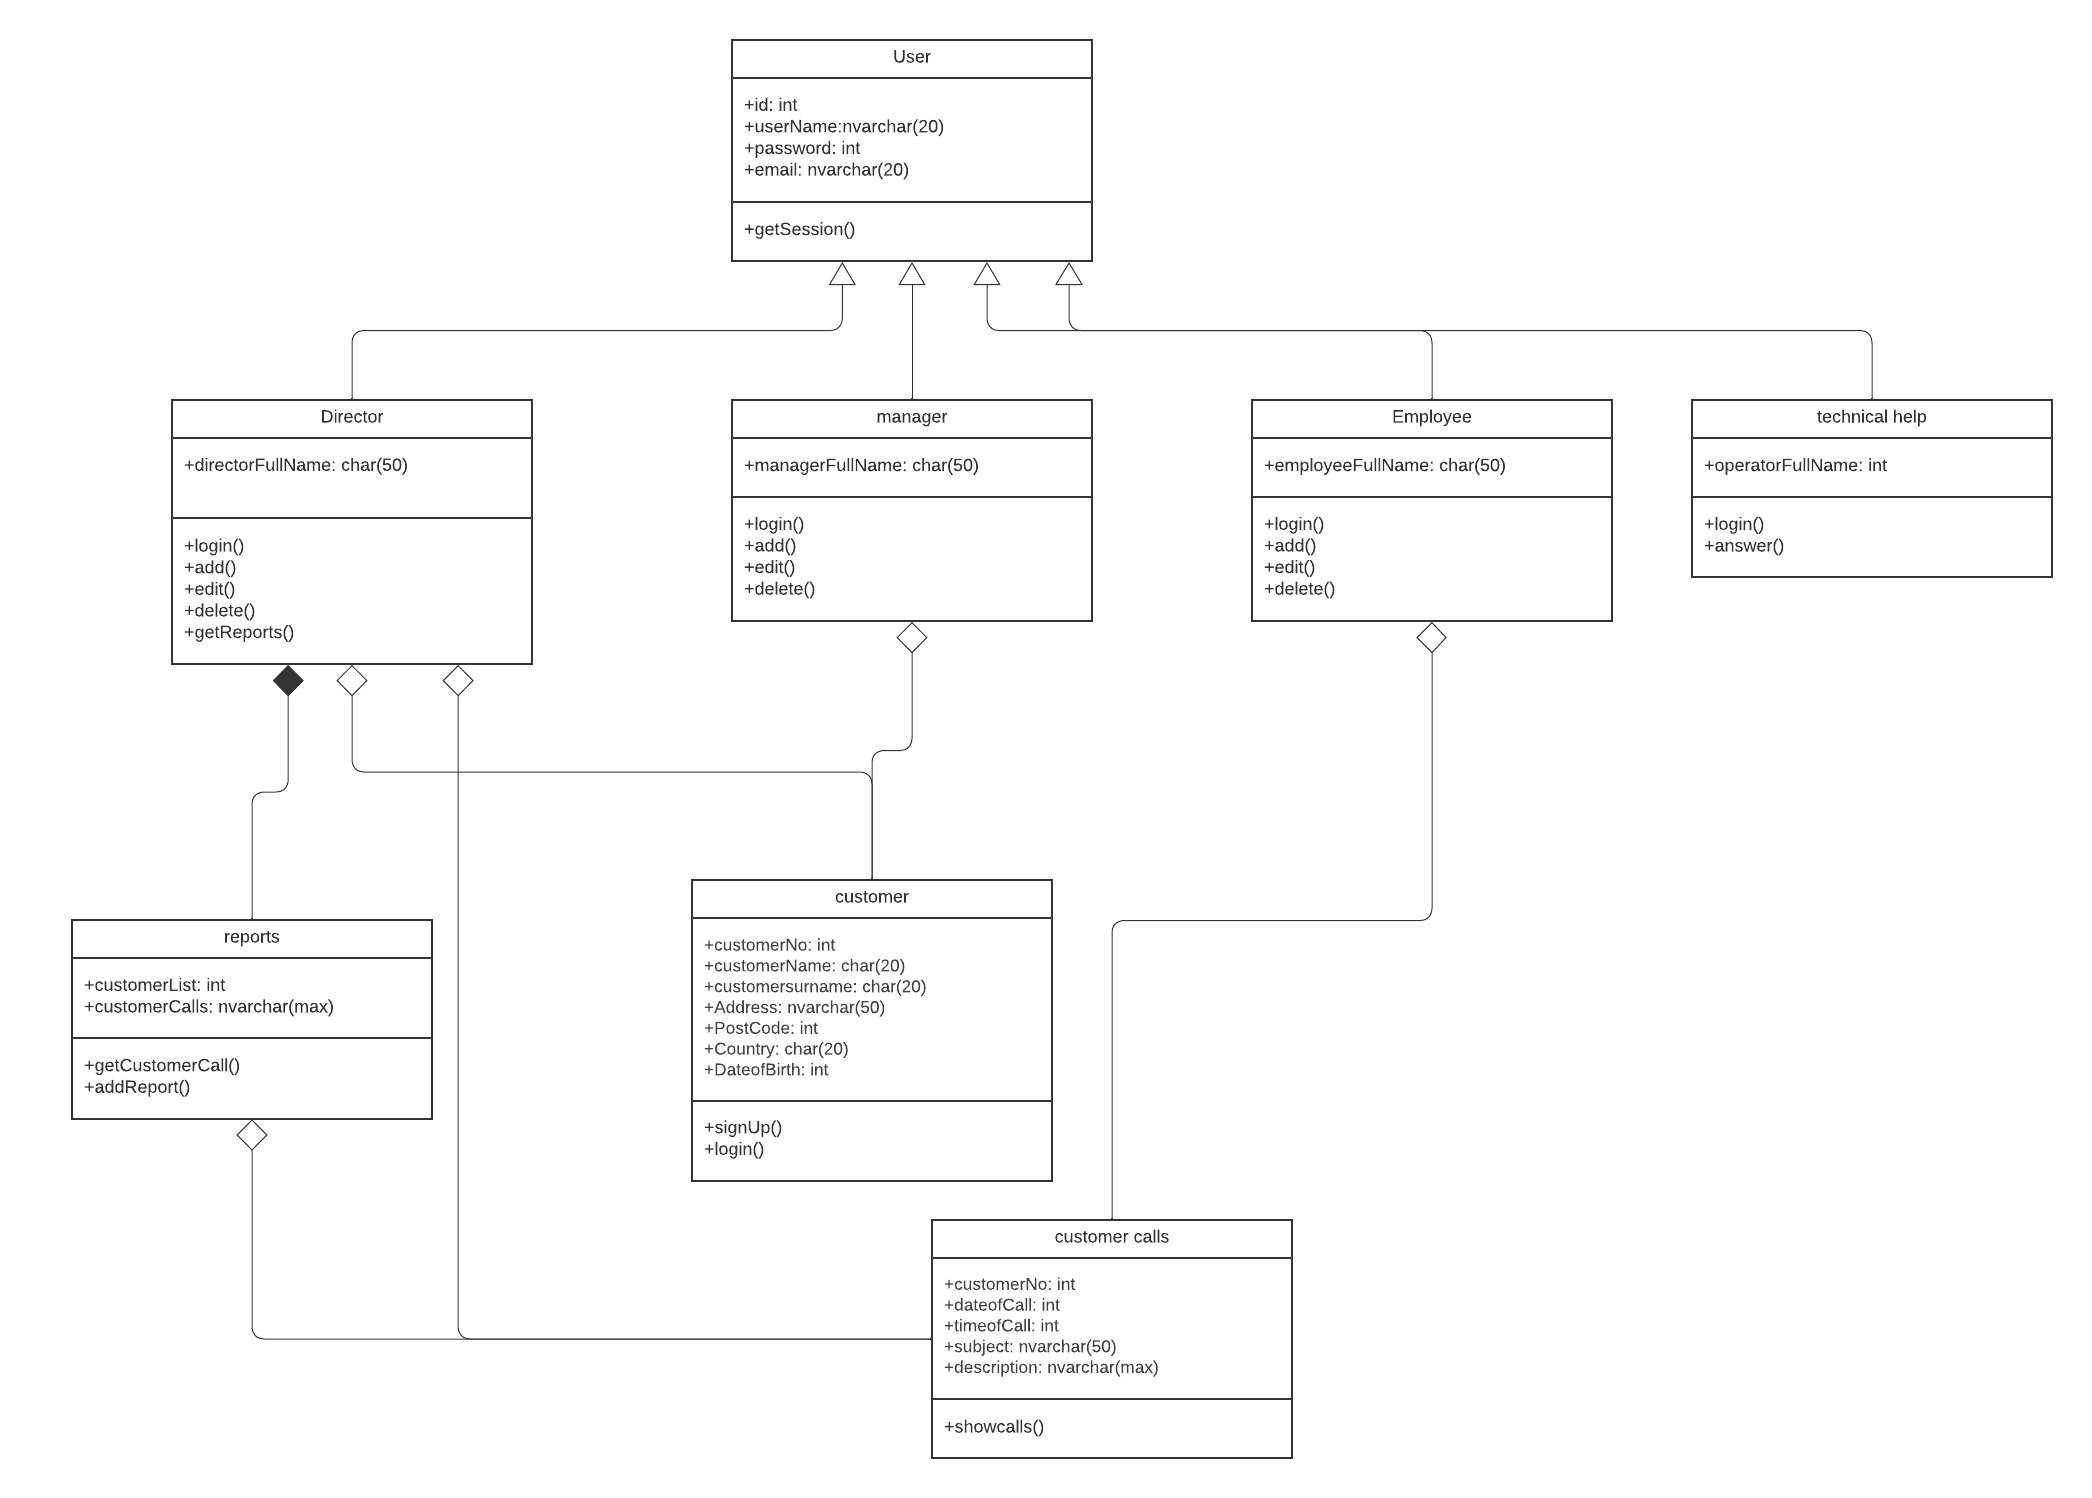 User
+id: int
+userName:nvarchar(20)
+password: int
+email: nvarchar(20)
+getSession()
Director
+directorFullName: char(50)
+login()
+add()
+edit()
+delete()
+getReports()
manager
+managerFullName: char(50)
+login()
+add()
+edit()
+delete()
Employee
+employeeFullName: char(50)
+login()
+add()
+edit()
+delete()
technical help
+operatorFullName: int
+login()
+answer()
reports
+customerList: int
+customerCalls: nvarchar(max)
+getCustomerCall()
+addReport()
customer
+customerNo: int
+customerName: char(20)
+customersurname: char(20)
+Address: nvarchar(50)
+PostCode: int
+Country: char(20)
+DateofBirth: int
+signUp()
+login()
customer calls
+customerNo: int
+dateofCall: int
+timeofCall: int
+subject: nvarchar(50)
+description: nvarchar(max)
+showcalls()